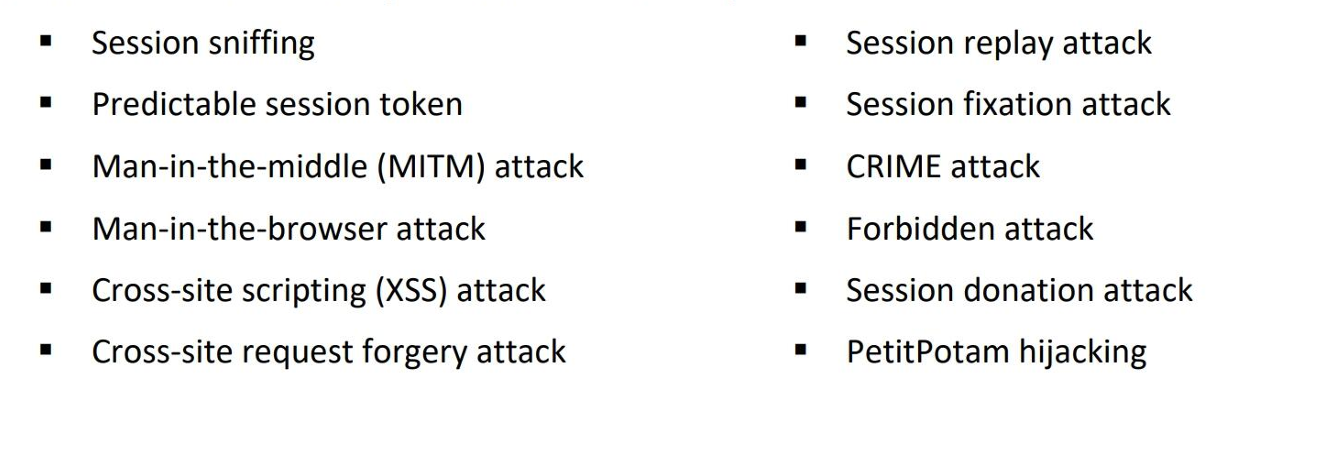 ▪ Session sniffing
▪ Predictable session token
▪ Man-in-the-middle (MITM) attack
▪ Man-in-the-browser attack
▪ Cross-site scripting (XSS) attack
▪ Cross-site request forgery attack
▪ Session replay attack
▪ Session fixation attack
▪ CRIME attack
▪ Forbidden attack
▪ Session donation attack
▪ PetitPotam hijacking